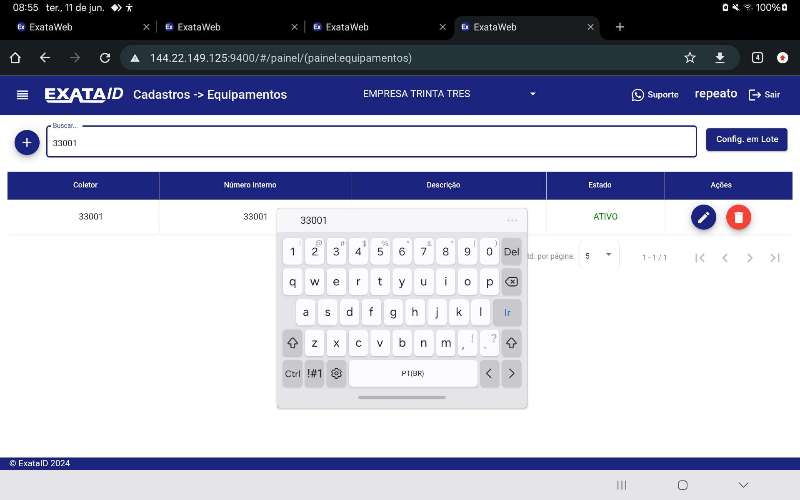 08:55 ter., 11 de jun. 100%
ExataWeb ExataWeb ExataWeb ExataWeb
144.22.149.125:9400/#/painel/(painel:equipamentos) 4
EXATAID Cadastros -> Equipamentos EMPRESA TRINTA TRES Suporte repeato Sair
Buscar...
33001 Config. em Lote
Coletor Número Interno Descrição Estado Ações
33001 33001 ATIVO
33001 ...
1 2 @ 3 # 4 $ 5 % 6 " 7 & 8 * 9 ( 0 ) Del
q w e r t y u i o p
a s d f g h j k l Ir
z x c v b n m , ! . ?
Ctrl !#1 PT(BR) < >
td. por página: 5 1 - 1 / 1
© ExataID 2024